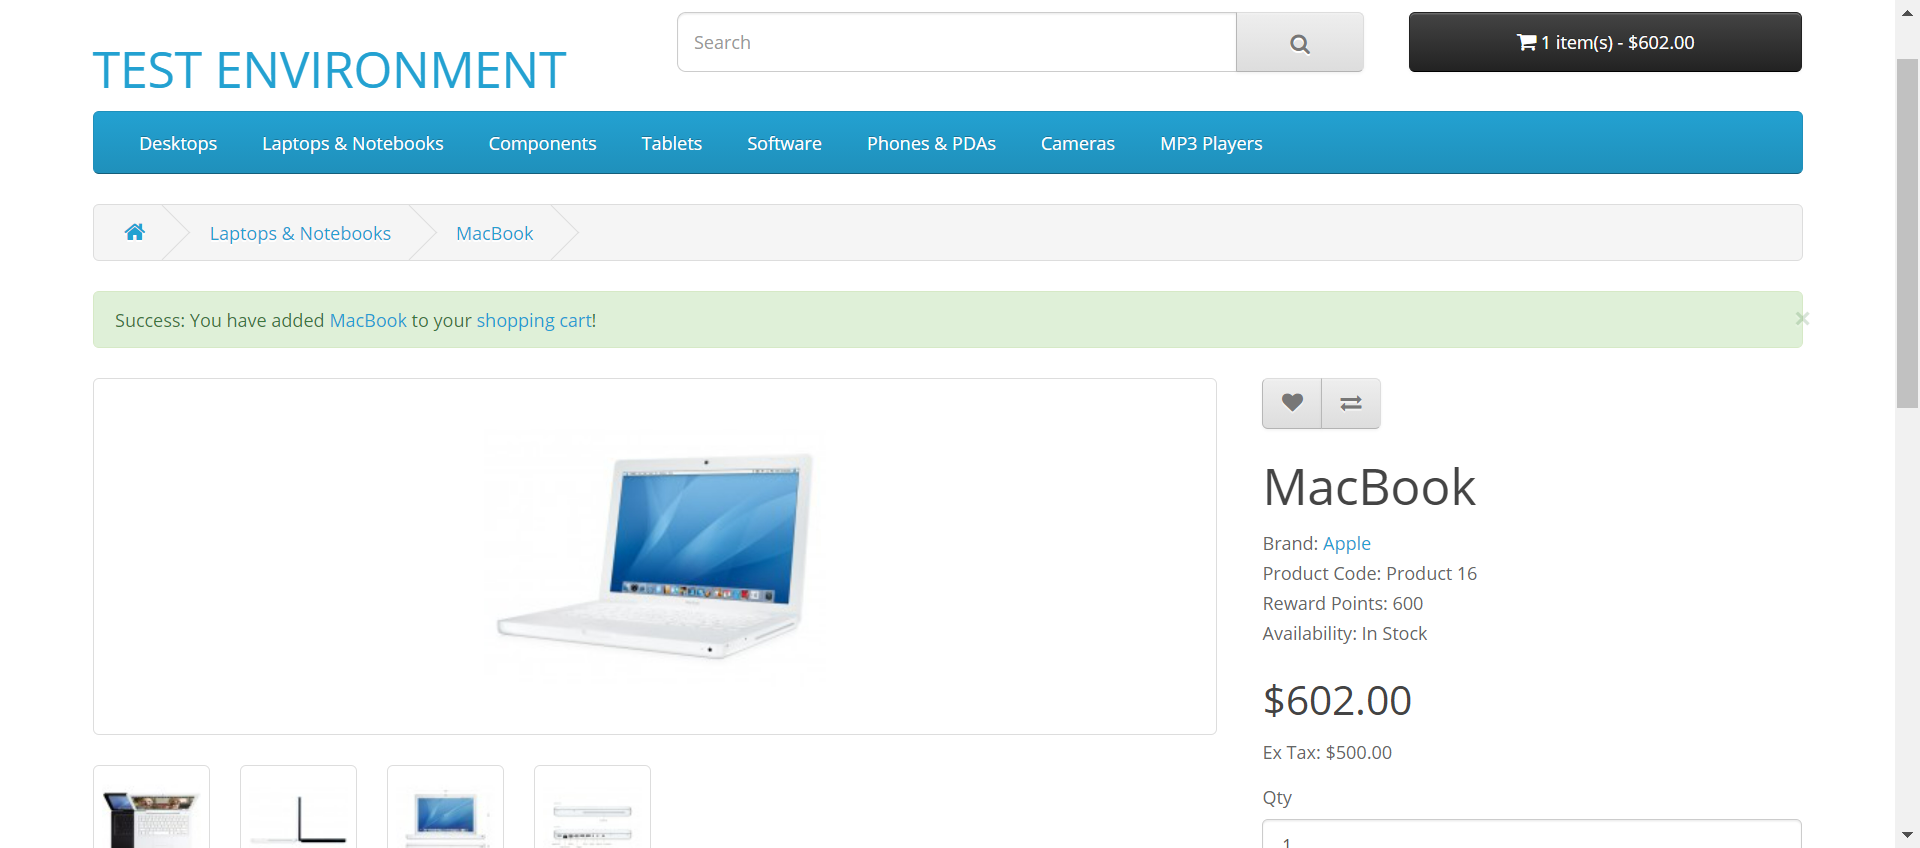 Search
1 item(s) - $602.00
TEST ENVIRONMENT
Desktops Laptops & Notebooks Components Tablets Software Phones & PDAs Cameras MP3 Players
Laptops & Notebooks MacBook
Success: You have added MacBook to your shopping cart!
×
MacBook
Brand: Apple
Product Code: Product 16
Reward Points: 600
Availability: In Stock
$602.00
Ex Tax: $500.00
Qty
1